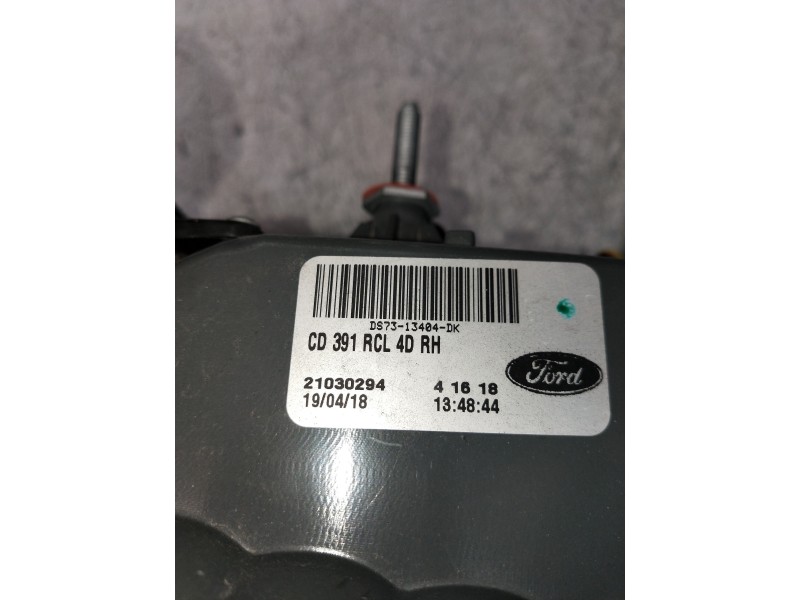 DS73-13404-DK
CD 391 RCL 4D RH
Ford
21030294 4 16 18
19/04/18 13:48:44